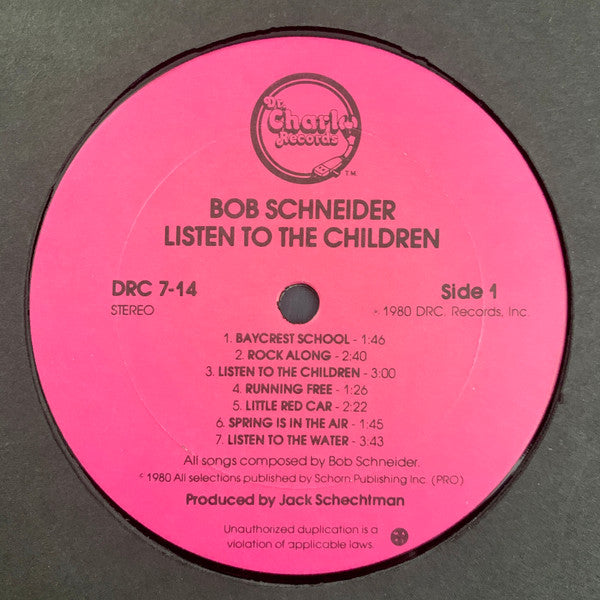 Dr.
Charly
Records
T.M.
BOB SCHNEIDER
LISTEN TO THE CHILDREN
DRC 7-14 Side 1
STEREO ℗ 1980 DRC. Records, Inc.
1. BAYCREST SCHOOL - 1:46
2. ROCK ALONG - 2:40
3. LISTEN TO THE CHILDREN - 3:00
4. RUNNING FREE - 1:26
5. LITTLE RED CAR - 2:22
6. SPRING IS IN THE AIR - 1:45
7. LISTEN TO THE WATER - 3:43
All songs composed by Bob Schneider.
© 1980 All selections published by Schorn Publishing Inc. (PRO)
Produced by Jack Schechtman
Unauthorized duplication is a
violation of applicable laws.